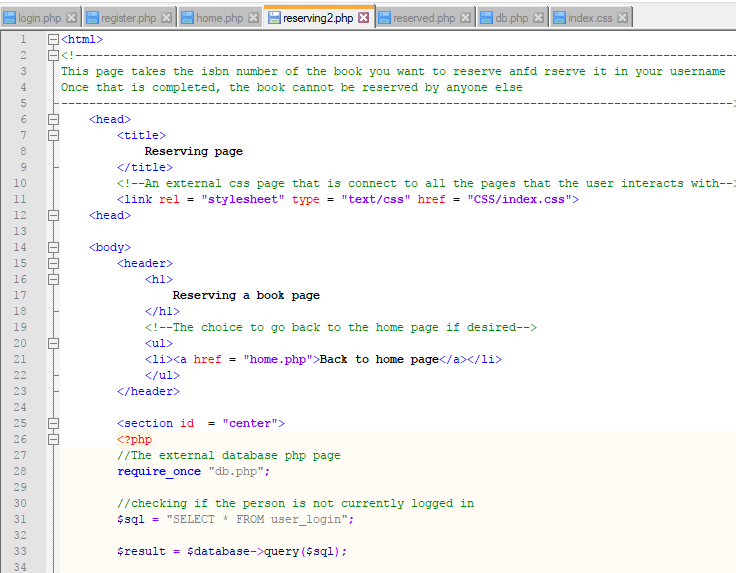 login.php register.php home.php reserving2.php reserved.php db.php index.css
1 <html>
2 <!--------------------------------------------------------------------------------------------------
3 This page takes the isbn number of the book you want to reserve anfd rserve it in your username
4 Once that is completed, the book cannot be reserved by anyone else
5 -------------------------------------------------------------------------------------------------->
6 <head>
7 <title>
8 Reserving page
9 </title>
10 <!--An external css page that is connect to all the pages that the user interacts with-->
11 <link rel = "stylesheet" type = "text/css" href = "CSS/index.css">
12 <head>
13
14 <body>
15 <header>
16 <h1>
17 Reserving a book page
18 </h1>
19 <!--The choice to go back to the home page if desired-->
20 <ul>
21 <li><a href = "home.php">Back to home page</a></li>
22 </ul>
23 </header>
24
25 <section id  = "center">
26 <?php
27 //The external database php page
28 require_once "db.php";
29
30 //checking if the person is not currently logged in
31 $sql = "SELECT * FROM user_login";
32
33 $result = $database->query($sql);
34